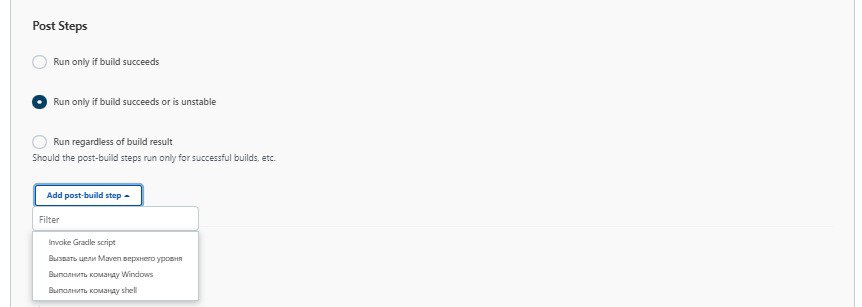 Post Steps
Run only if build succeeds
Run only if build succeeds or is unstable
Run regardless of build result
Should the post-build steps run only for successful builds, etc.
Add post-build step
Filter
Invoke Gradle script
Вызвать цели Maven верхнего уровня
Выполнить команду Windows
Выполнить команду shell